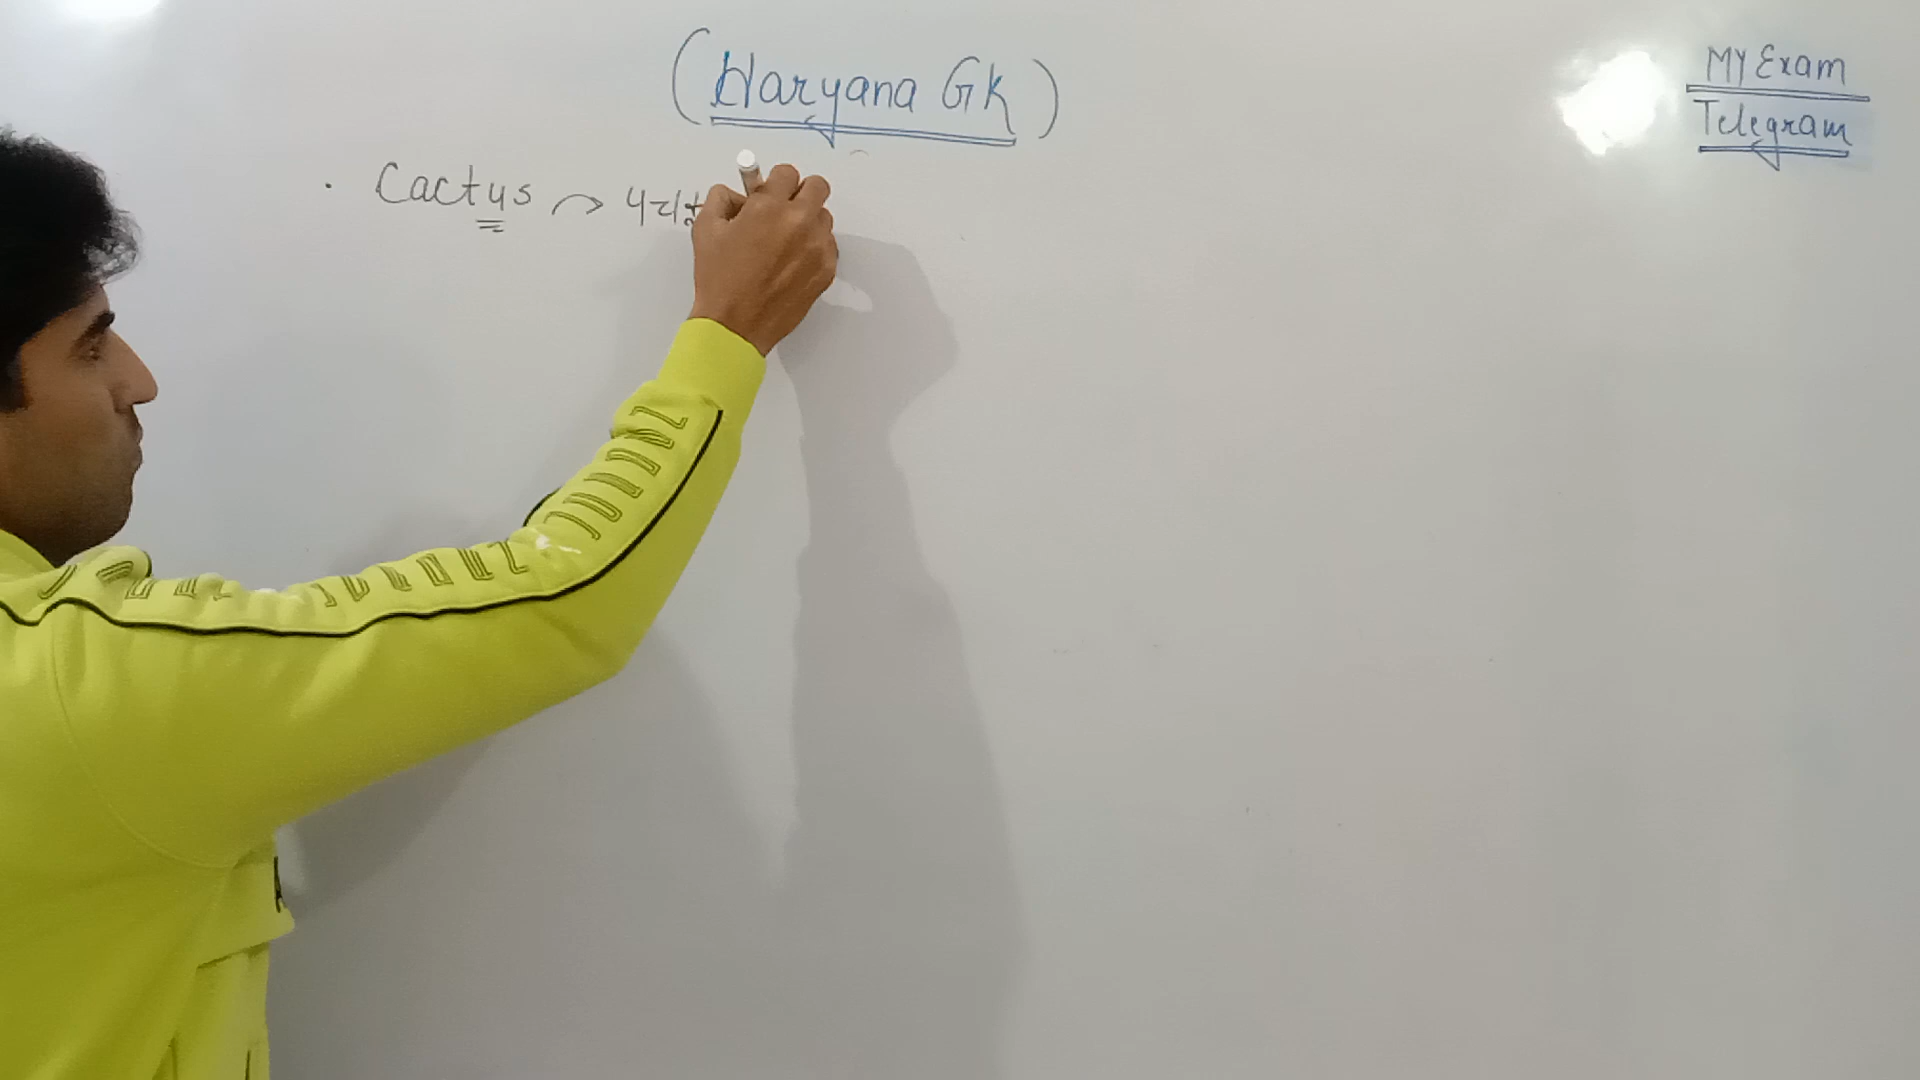 (Haryana GK)
MY Exam
Telegram
• Cactus →